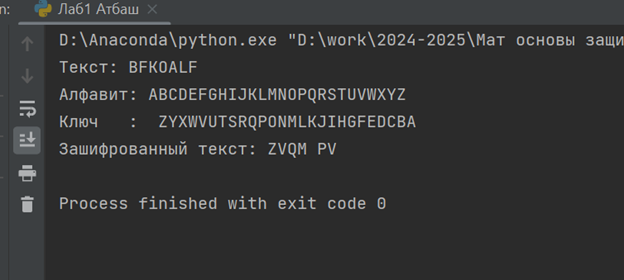 n:
Лаб1 Атбаш
D:\Anaconda\python.exe "D:\work\2024-2025\Мат основы защи
Текст: BFKOALF
Алфавит: ABCDEFGHIJKLMNOPQRSTUVWXYZ
Ключ   :  ZYXWVUTSRQPONMLKJIHGFEDCBA
Зашифрованный текст: ZVQM PV
Process finished with exit code 0